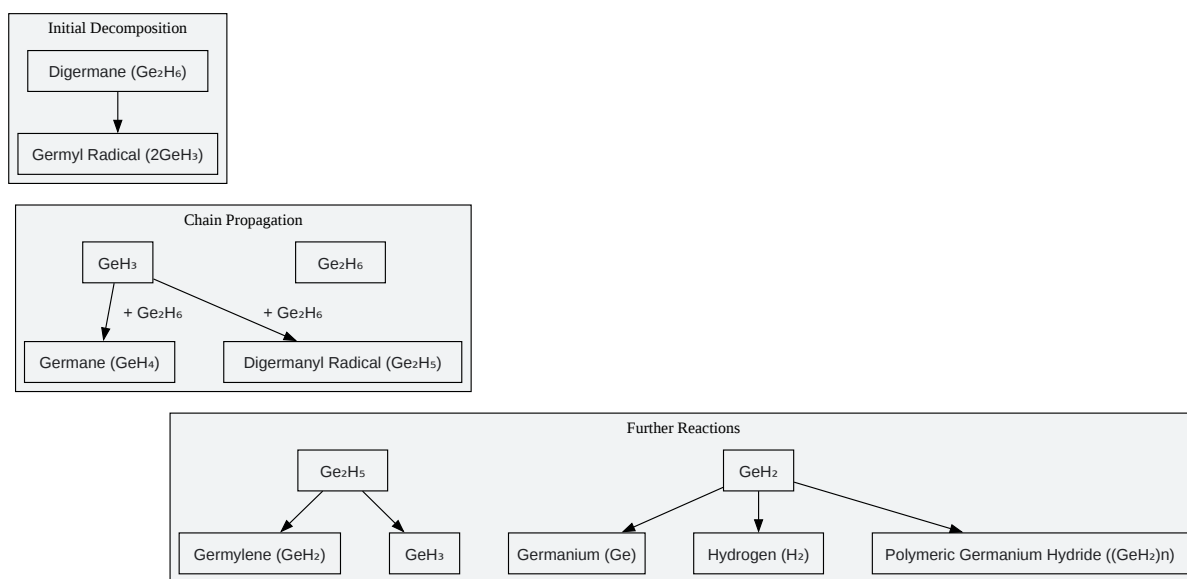 Initial Decomposition
Digermane (Ge₂H₆)
Germyl Radical (2GeH₃)
Chain Propagation
GeH₃
Ge₂H₆
+ Ge₂H₆
+ Ge₂H₆
Germane (GeH₄)
Digermanyl Radical (Ge₂H₅)
Further Reactions
Ge₂H₅
GeH₂
Germylene (GeH₂)
GeH₃
Germanium (Ge)
Hydrogen (H₂)
Polymeric Germanium Hydride ((GeH₂)n)